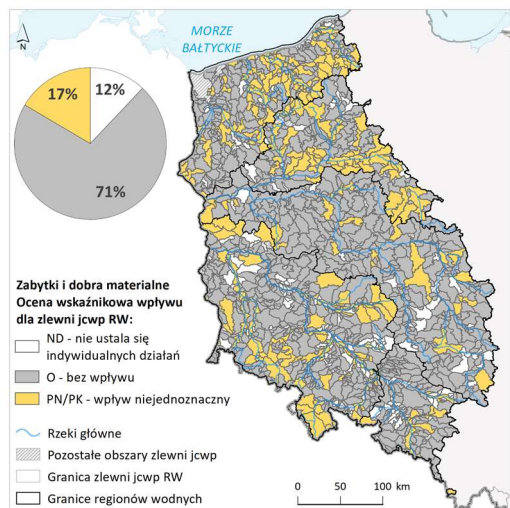 N
MORZE
BAŁTYCKIE
17%
12%
71%
Zabytki i dobra materialne
Ocena wskaźnikowa wpływu
dla zlewni jcwp RW:
ND - nie ustala się
indywidualnych działań
O - bez wpływu
PN/PK - wpływ niejednoznaczny
Rzeki główne
Pozostałe obszary zlewni jcwp
Granica zlewni jcwp RW
Granice regionów wodnych
0 50 100 km